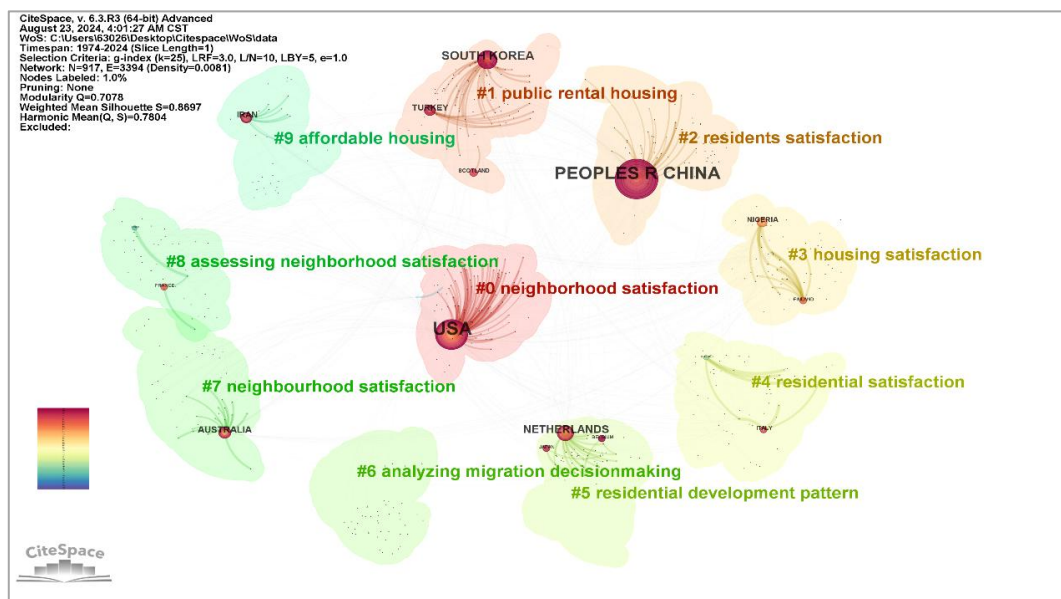 CiteSpace, v. 6.3.R3 (64-bit) Advanced
August 23, 2024, 4:01:27 AM CST
WoS: C:\Users\63026\Desktop\Citespace\WoS\data
Timespan: 1974-2024 (Slice Length=1)
Selection Criteria: g-index (k=25), LRF=3.0, L/N=10, LBY=5, e=1.0
Network: N=917, E=3394 (Density=0.0081)
Nodes Labeled: 1.0%
Pruning: None
Modularity Q=0.7078
Weighted Mean Silhouette S=0.8697
Harmonic Mean(Q, S)=0.7804
Excluded:
SOUTH KOREA
#1 public rental housing
TURKEY
IRAN
#9 affordable housing
#2 residents satisfaction
SCOTLAND
PEOPLES R CHINA
NIGERIA
#3 housing satisfaction
#8 assessing neighborhood satisfaction
FRANCE
#0 neighborhood satisfaction
USA
#7 neighbourhood satisfaction
#4 residential satisfaction
AUSTRALIA
NETHERLANDS
BELGIUM
ITALY
JAPAN
#6 analyzing migration decisionmaking
#5 residential development pattern
CiteSpace